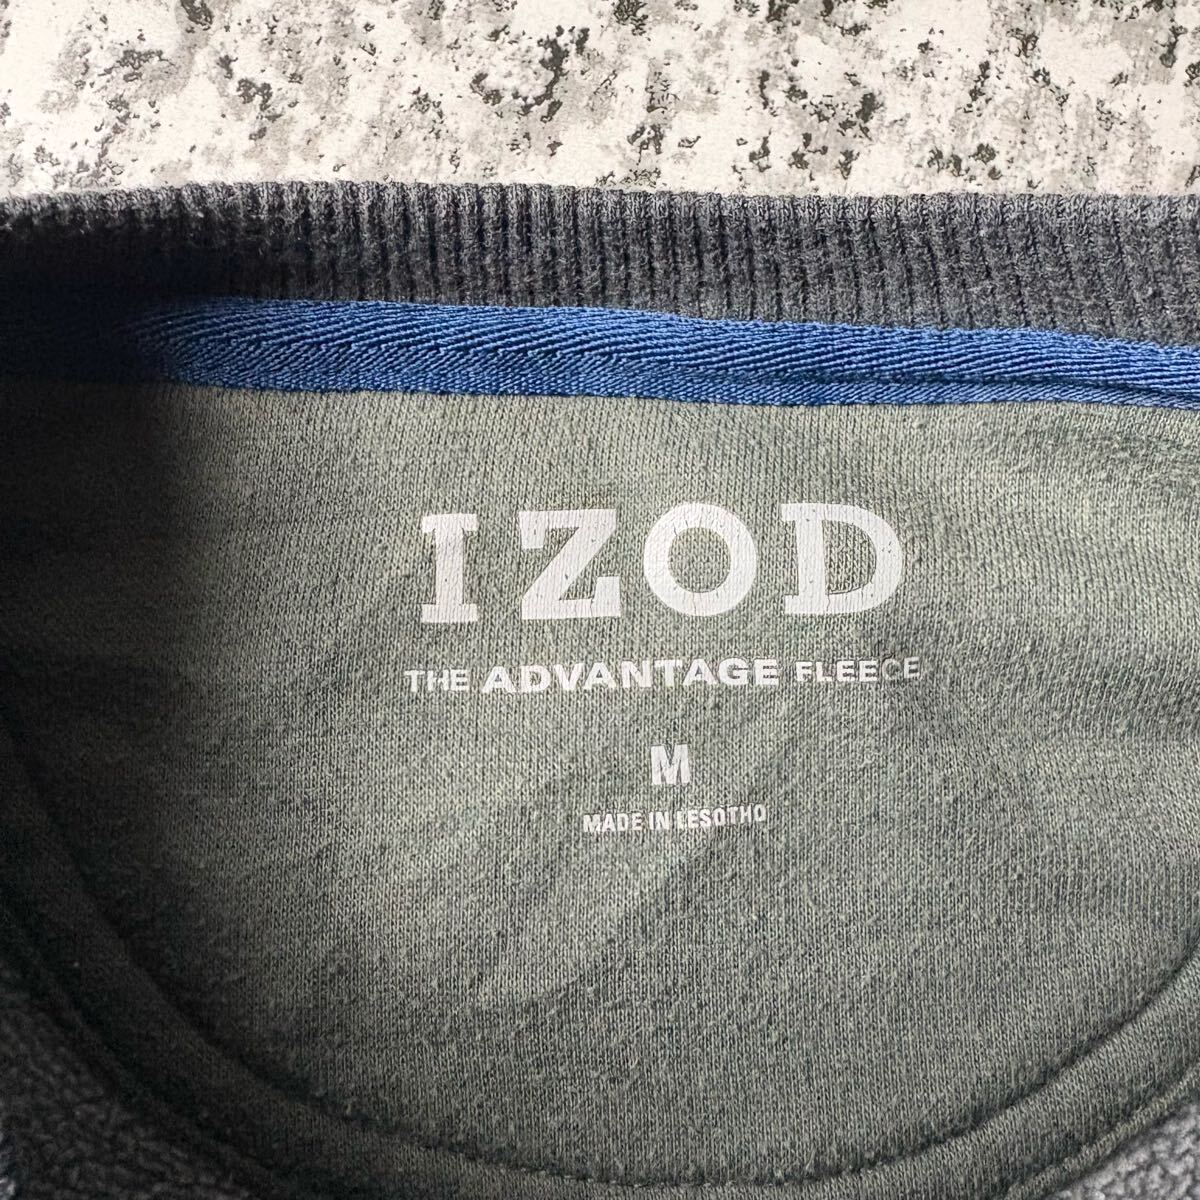 IZOD
THE ADVANTAGE FLEECE
M
MADE IN LESOTHO